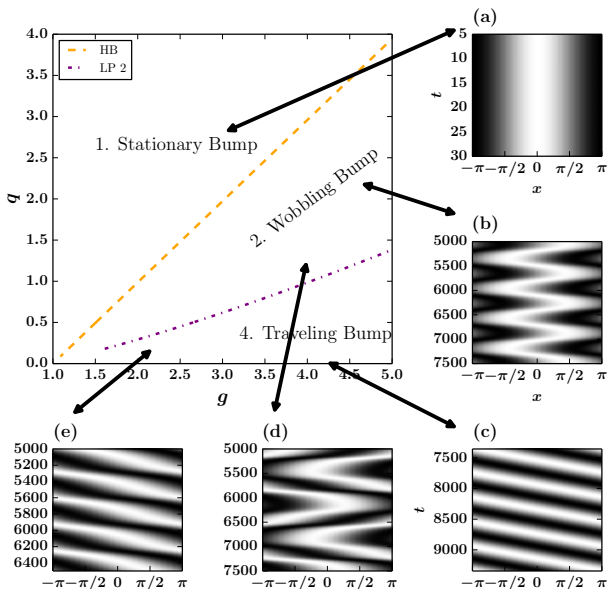 (a)
4.0
3.5
3.0
2.5
2.0
1.5
1.0
0.5
0.0
q
HB
LP 2
1. Stationary Bump
2. Wobbling Bump
4. Traveling Bump
1.0 1.5 2.0 2.5 3.0 3.5 4.0 4.5 5.0
g
5
10
15
20
25
30
t
−π −π/2 0 π/2 π
x
(b)
5000
5500
6000
6500
7000
7500
−π −π/2 0 π/2 π
x
(e)
5000
5200
5400
5600
5800
6000
6200
6400
−π −π/2 0 π/2 π
(d)
5000
5500
6000
6500
7000
7500
−π −π/2 0 π/2 π
(c)
7500
8000
8500
9000
t
−π −π/2 0 π/2 π